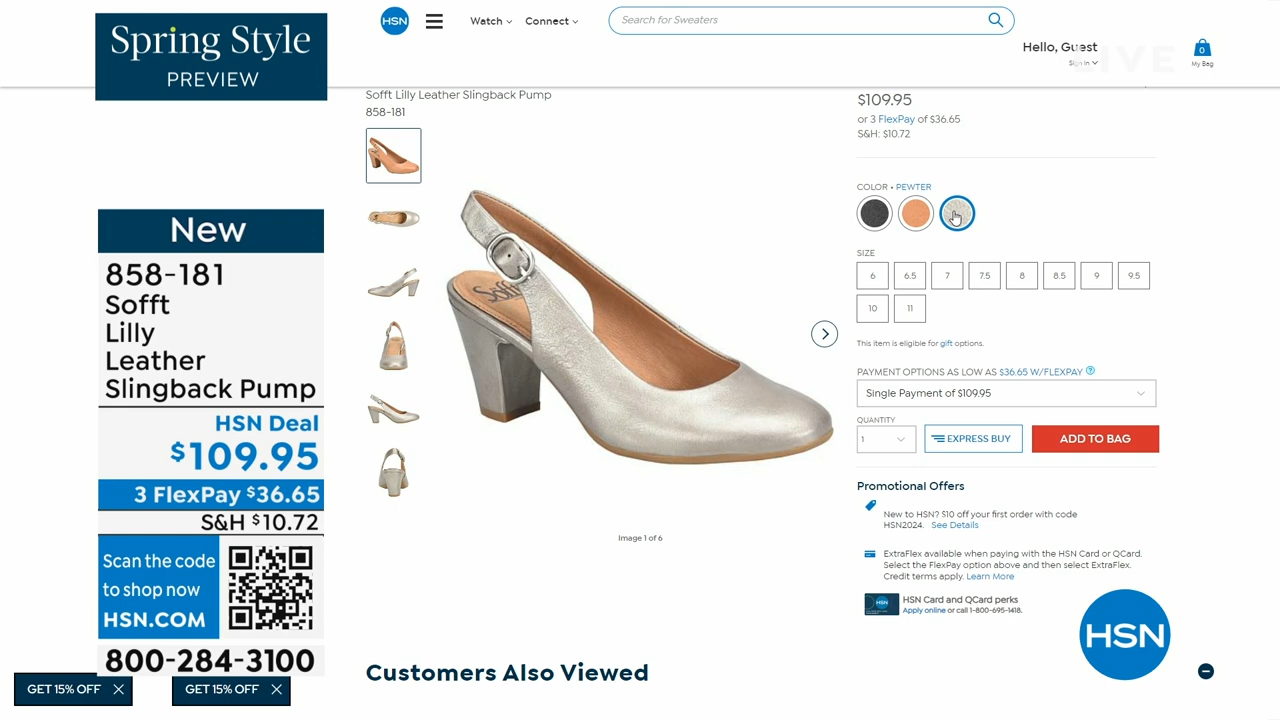 Spring Style
PREVIEW
HSN
Watch
Connect
Search for Sweaters
Hello, Guest
Sign In
LIVE
0
My Bag
New
858-181
Sofft
Lilly
Leather
Slingback Pump
HSN Deal
$109.95
3 FlexPay $36.65
S&H $10.72
Scan the code
to shop now
HSN.COM
800-284-3100
GET 15% OFF
GET 15% OFF
Sofft Lilly Leather Slingback Pump
858-181
Sofft
Image 1 of 6
$109.95
or 3 FlexPay of $36.65
S&H: $10.72
COLOR • PEWTER
SIZE
6 6.5 7 7.5 8 8.5 9 9.5
10 11
This item is eligible for gift options.
PAYMENT OPTIONS AS LOW AS $36.65 W/FLEXPAY ?
Single Payment of $109.95
QUANTITY
1
EXPRESS BUY
ADD TO BAG
Promotional Offers
New to HSN? $10 off your first order with code
HSN2024. See Details
ExtraFlex available when paying with the HSN Card or QCard.
Select the FlexPay option above and then select ExtraFlex.
Credit terms apply. Learn More
HSN
HSN Card and QCard perks
Apply online or call 1-800-695-1418.
HSN
Customers Also Viewed